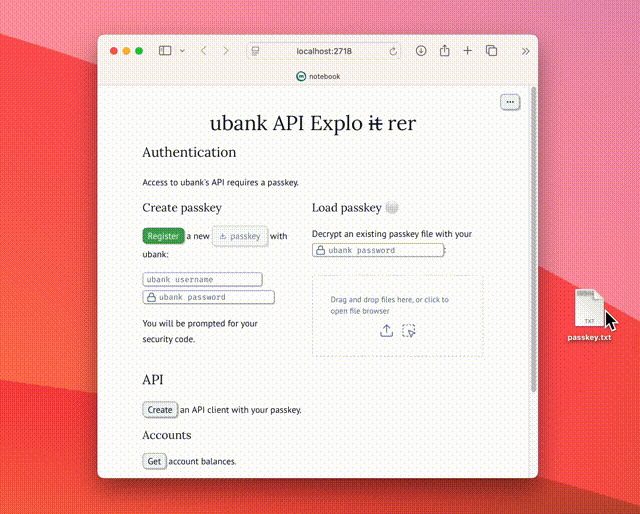 localhost:2718
notebook
ubank API Explo it rer
Authentication
Access to ubank's API requires a passkey.
Create passkey
Register a new passkey with
ubank:
ubank username
ubank password
You will be prompted for your
security code.
Load passkey
Decrypt an existing passkey file with your
ubank password :
Drag and drop files here, or click to
open file browser
API
Create an API client with your passkey.
Accounts
Get account balances.
TXT
passkey.txt